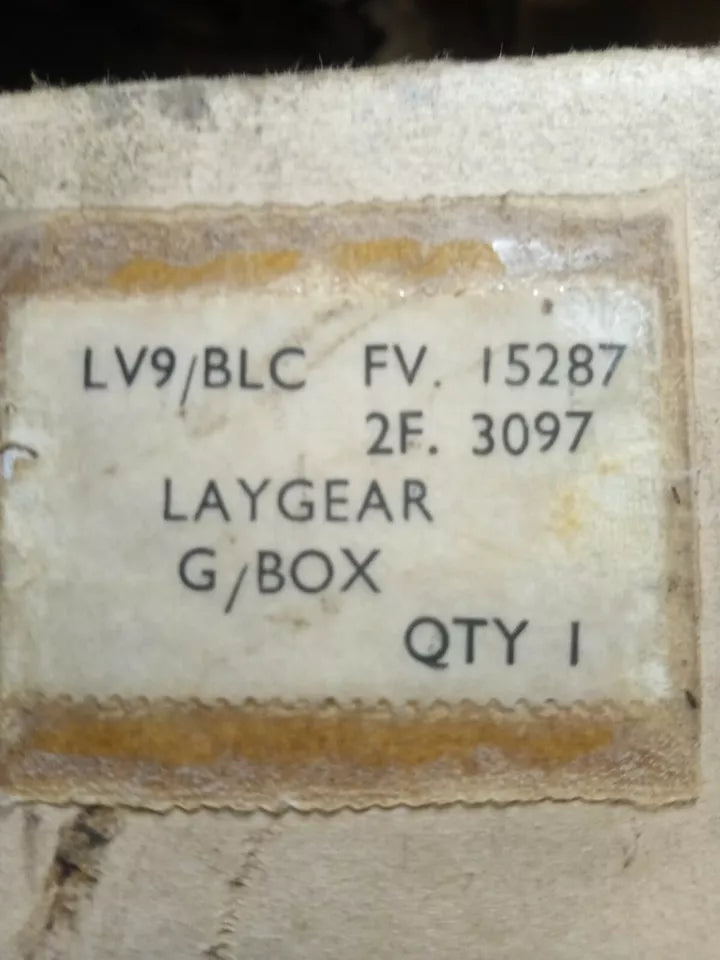 LV9/BLC FV. 15287
2F. 3097
LAYGEAR
G/BOX
QTY 1